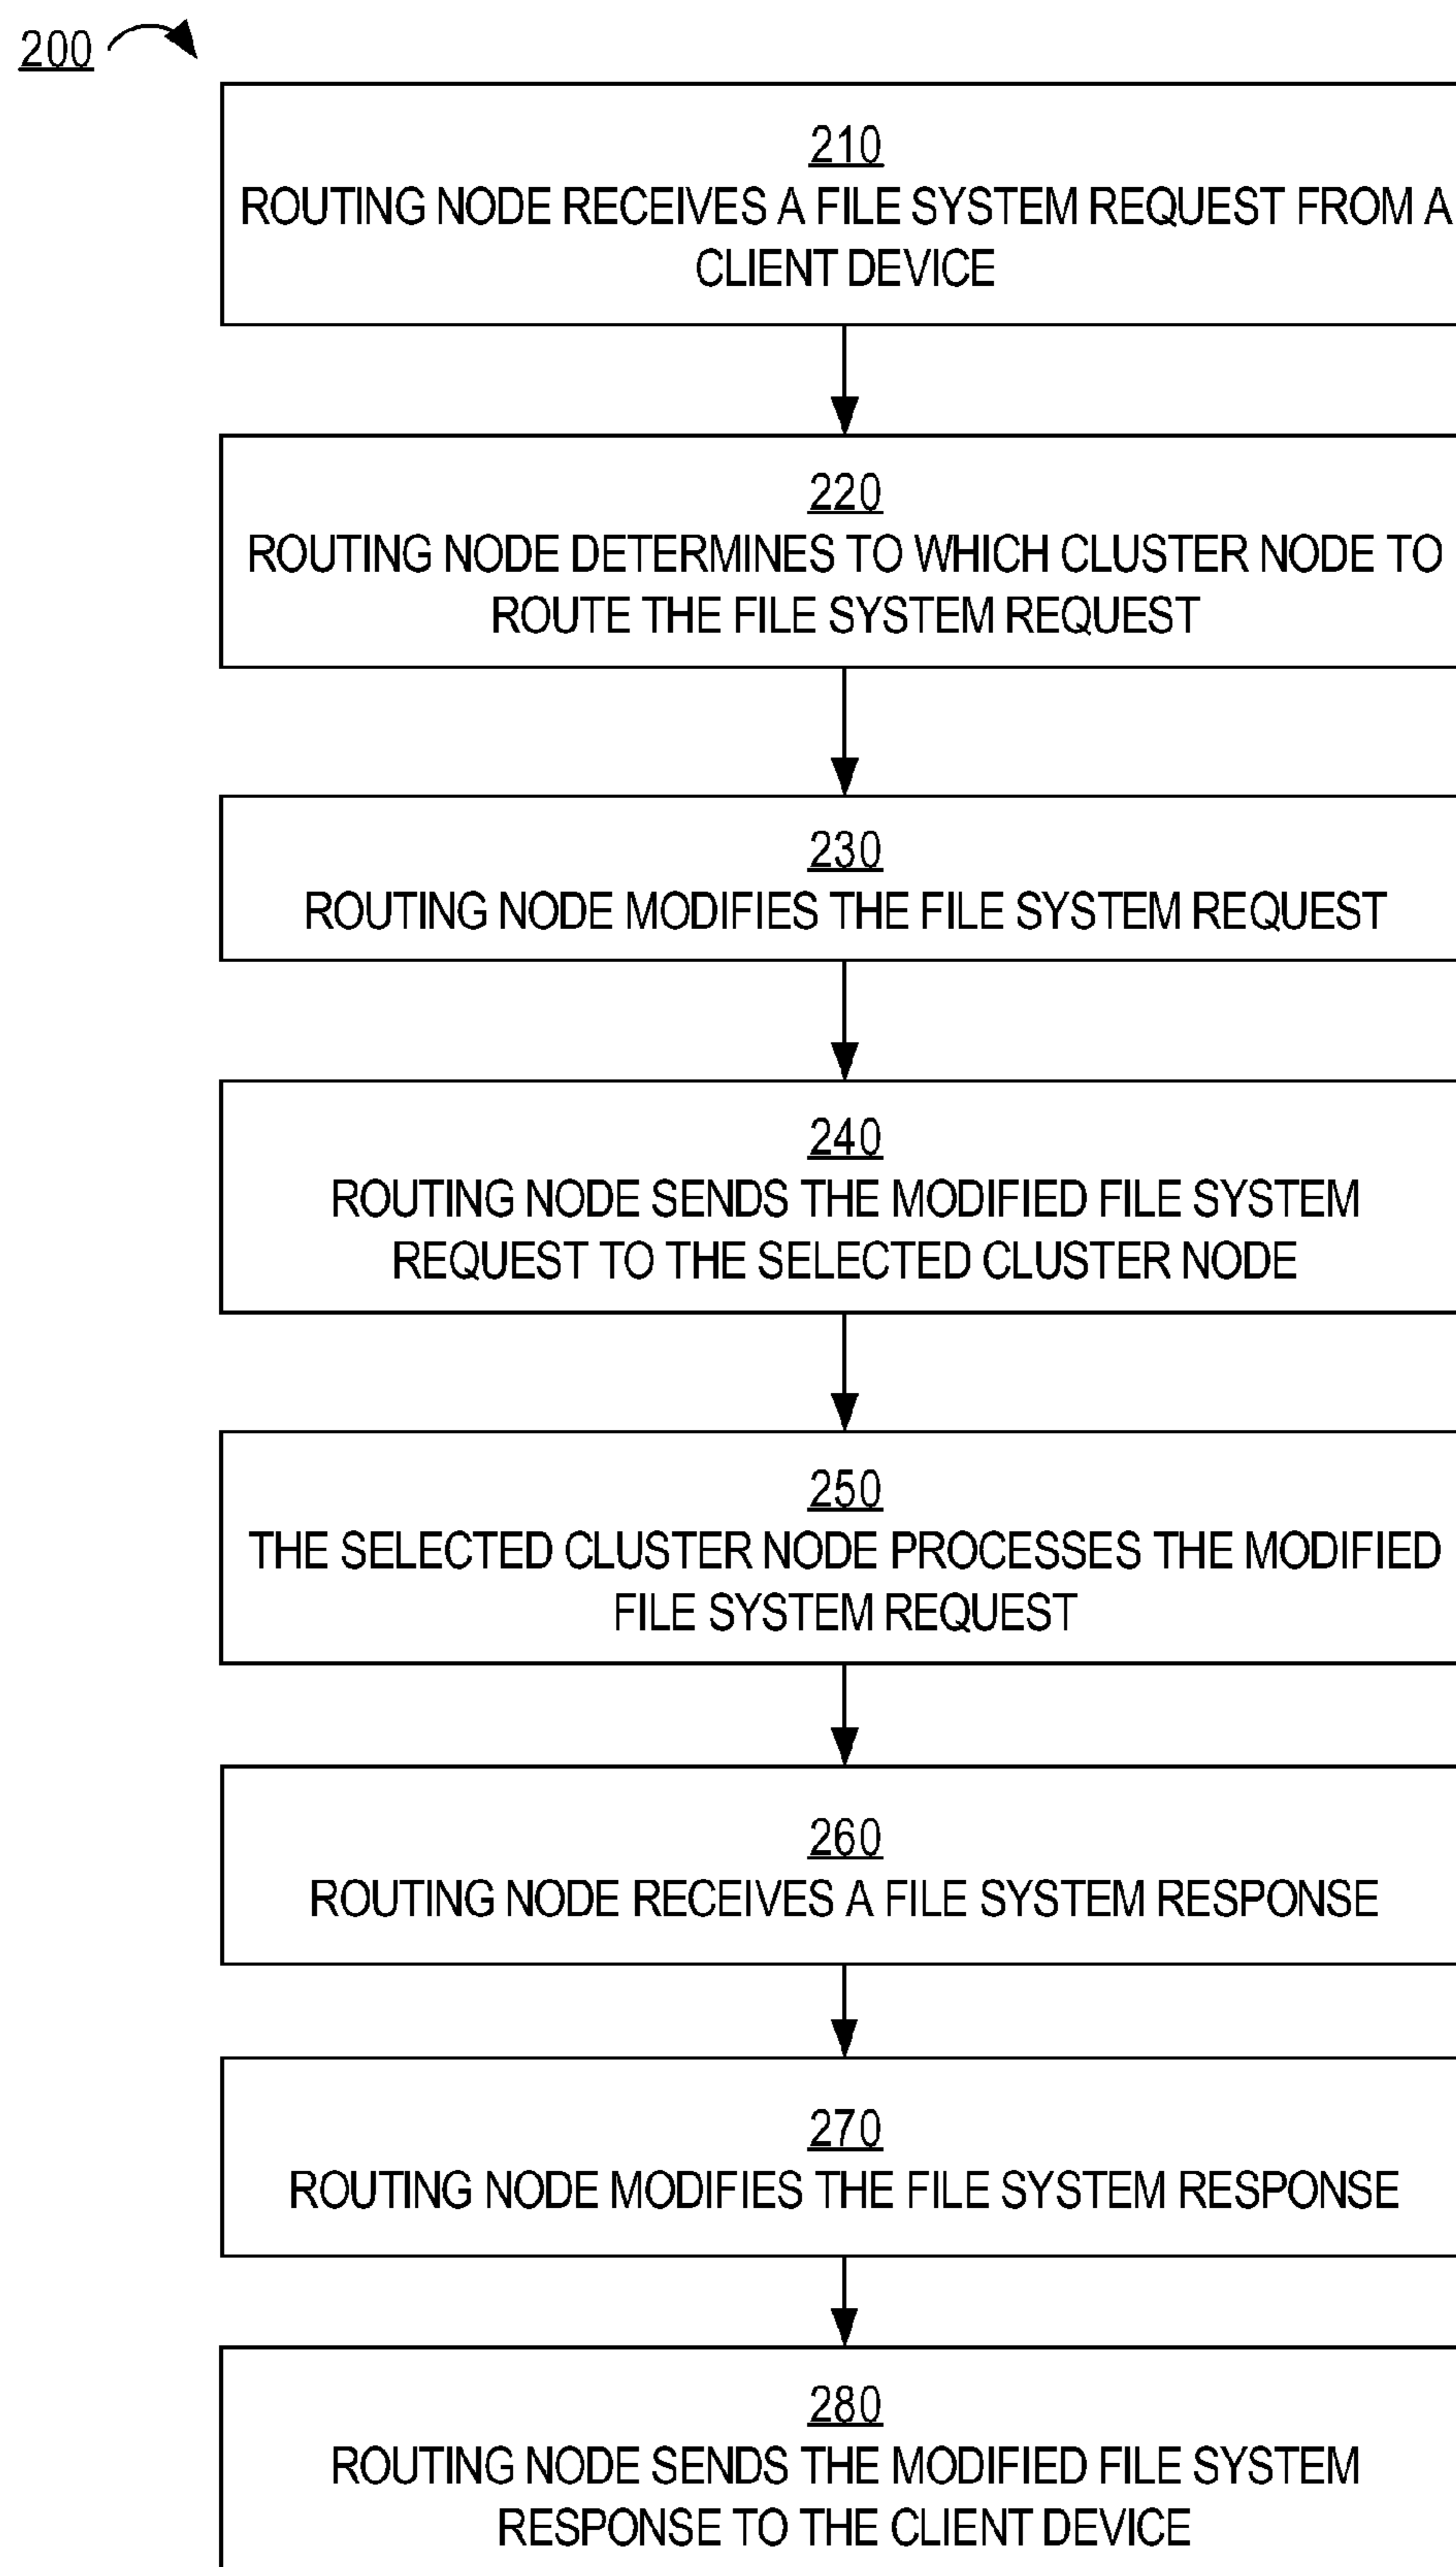 200
210
ROUTING NODE RECEIVES A FILE SYSTEM REQUEST FROM A
CLIENT DEVICE
220
ROUTING NODE DETERMINES TO WHICH CLUSTER NODE TO
ROUTE THE FILE SYSTEM REQUEST
230
ROUTING NODE MODIFIES THE FILE SYSTEM REQUEST
240
ROUTING NODE SENDS THE MODIFIED FILE SYSTEM
REQUEST TO THE SELECTED CLUSTER NODE
250
THE SELECTED CLUSTER NODE PROCESSES THE MODIFIED
FILE SYSTEM REQUEST
260
ROUTING NODE RECEIVES A FILE SYSTEM RESPONSE
270
ROUTING NODE MODIFIES THE FILE SYSTEM RESPONSE
280
ROUTING NODE SENDS THE MODIFIED FILE SYSTEM
RESPONSE TO THE CLIENT DEVICE